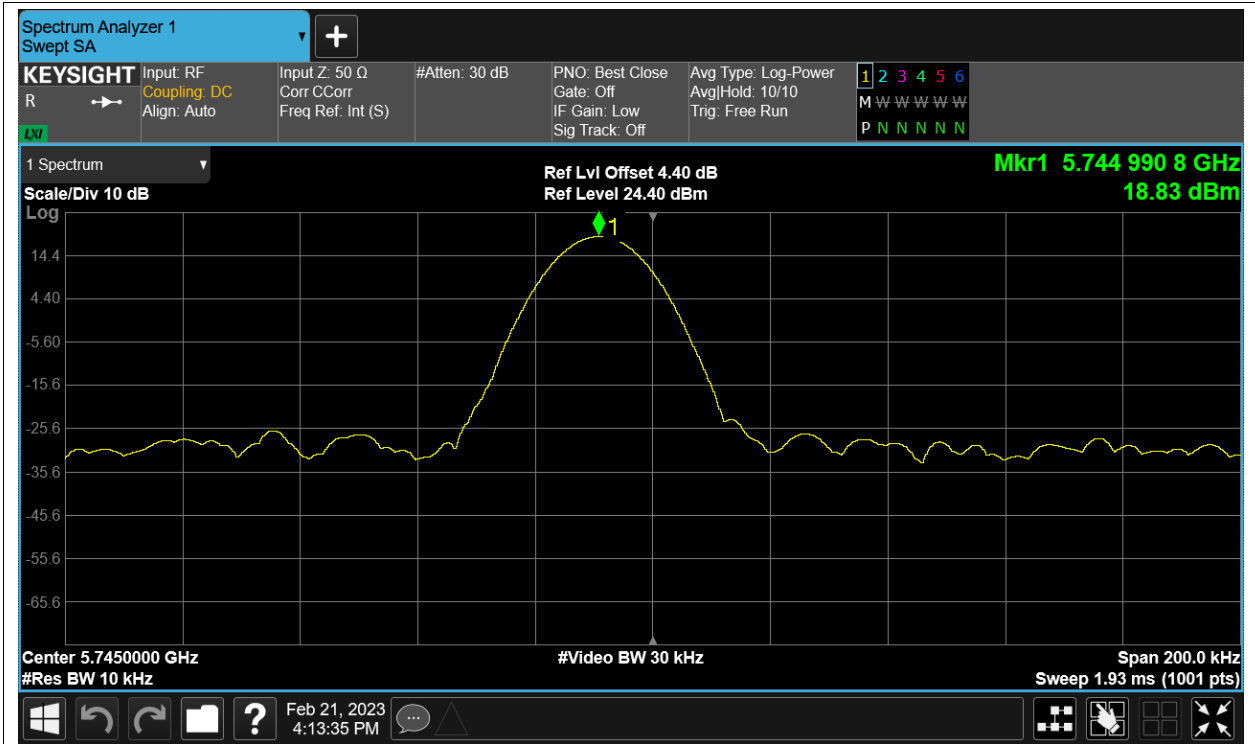 Spectrum Analyzer 1
Swept SA
KEYSIGHT
R
LXI
Input: RF
Coupling: DC
Align: Auto
Input Z: 50 Ω
Corr CCorr
Freq Ref: Int (S)
#Atten: 30 dB
PNO: Best Close
Gate: Off
IF Gain: Low
Sig Track: Off
Avg Type: Log-Power
Avg|Hold: 10/10
Trig: Free Run
1 2 3 4 5 6
M W W W W W
P N N N N N
1 Spectrum
Scale/Div 10 dB
Ref Lvl Offset 4.40 dB
Ref Level 24.40 dBm
Mkr1 5.744 990 8 GHz
18.83 dBm
Log
1
14.4
4.40
-5.60
-15.6
-25.6
-35.6
-45.6
-55.6
-65.6
Center 5.7450000 GHz
#Res BW 10 kHz
#Video BW 30 kHz
Span 200.0 kHz
Sweep 1.93 ms (1001 pts)
?
Feb 21, 2023
4:13:35 PM